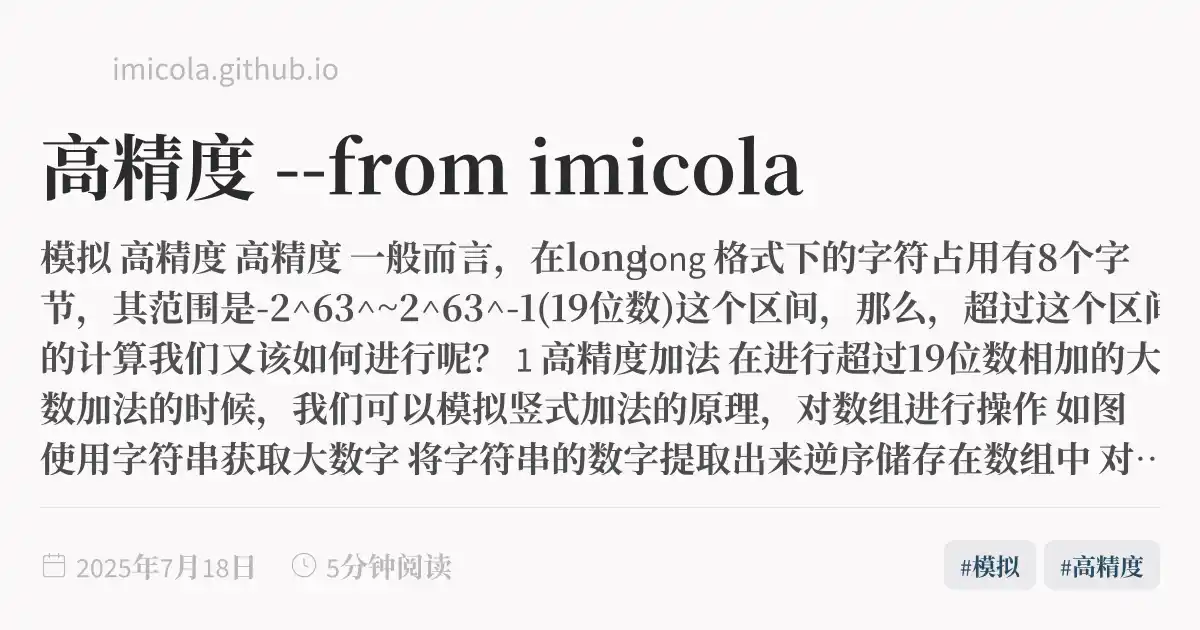 imicola.github.io
高精度 --from imicola
模拟 高精度 高精度 一般而言，在longlong 格式下的字符占用有8个字
节，其范围是-2^63^~2^63^-1(19位数)这个区间，那么，超过这个区间
的计算我们又该如何进行呢？ 1 高精度加法 在进行超过19位数相加的大
数加法的时候，我们可以模拟竖式加法的原理，对数组进行操作 如图
使用字符串获取大数字 将字符串的数字提取出来逆序储存在数组中 对…
2025年7月18日 5分钟阅读 #模拟 #高精度